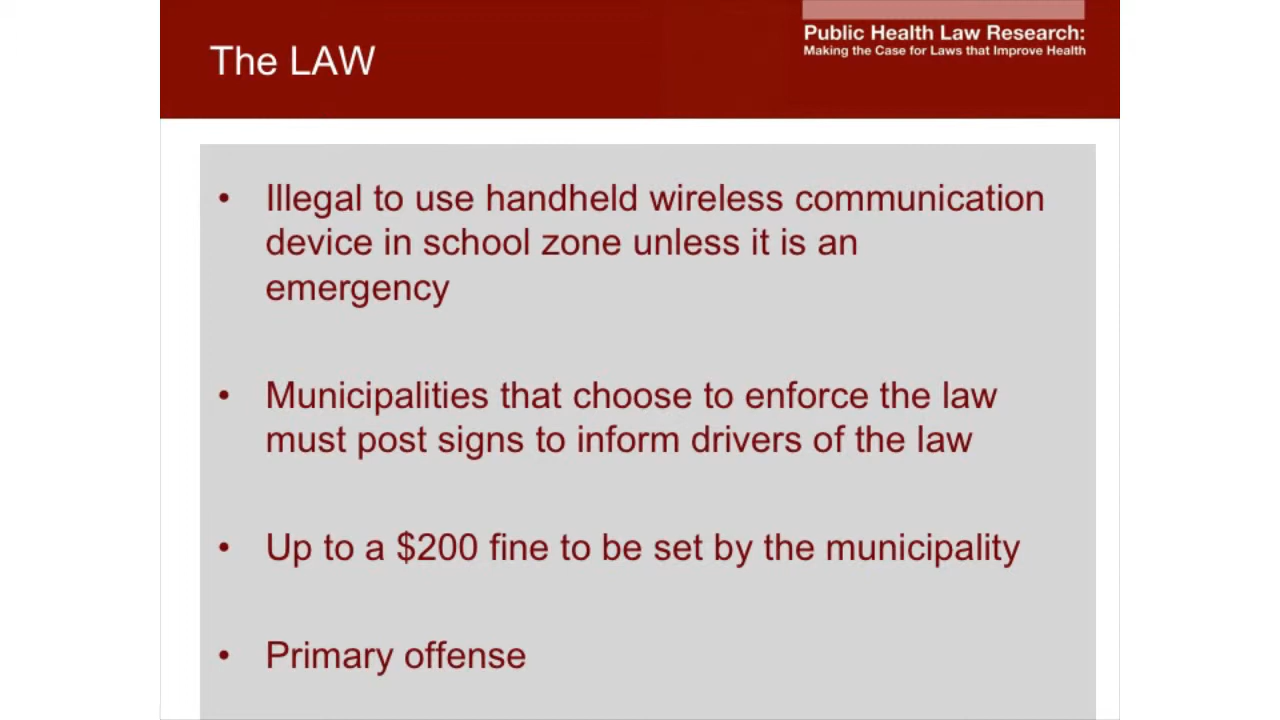 The LAW
Public Health Law Research:
Making the Case for Laws that Improve Health
• Illegal to use handheld wireless communication
device in school zone unless it is an
emergency
• Municipalities that choose to enforce the law
must post signs to inform drivers of the law
• Up to a $200 fine to be set by the municipality
• Primary offense